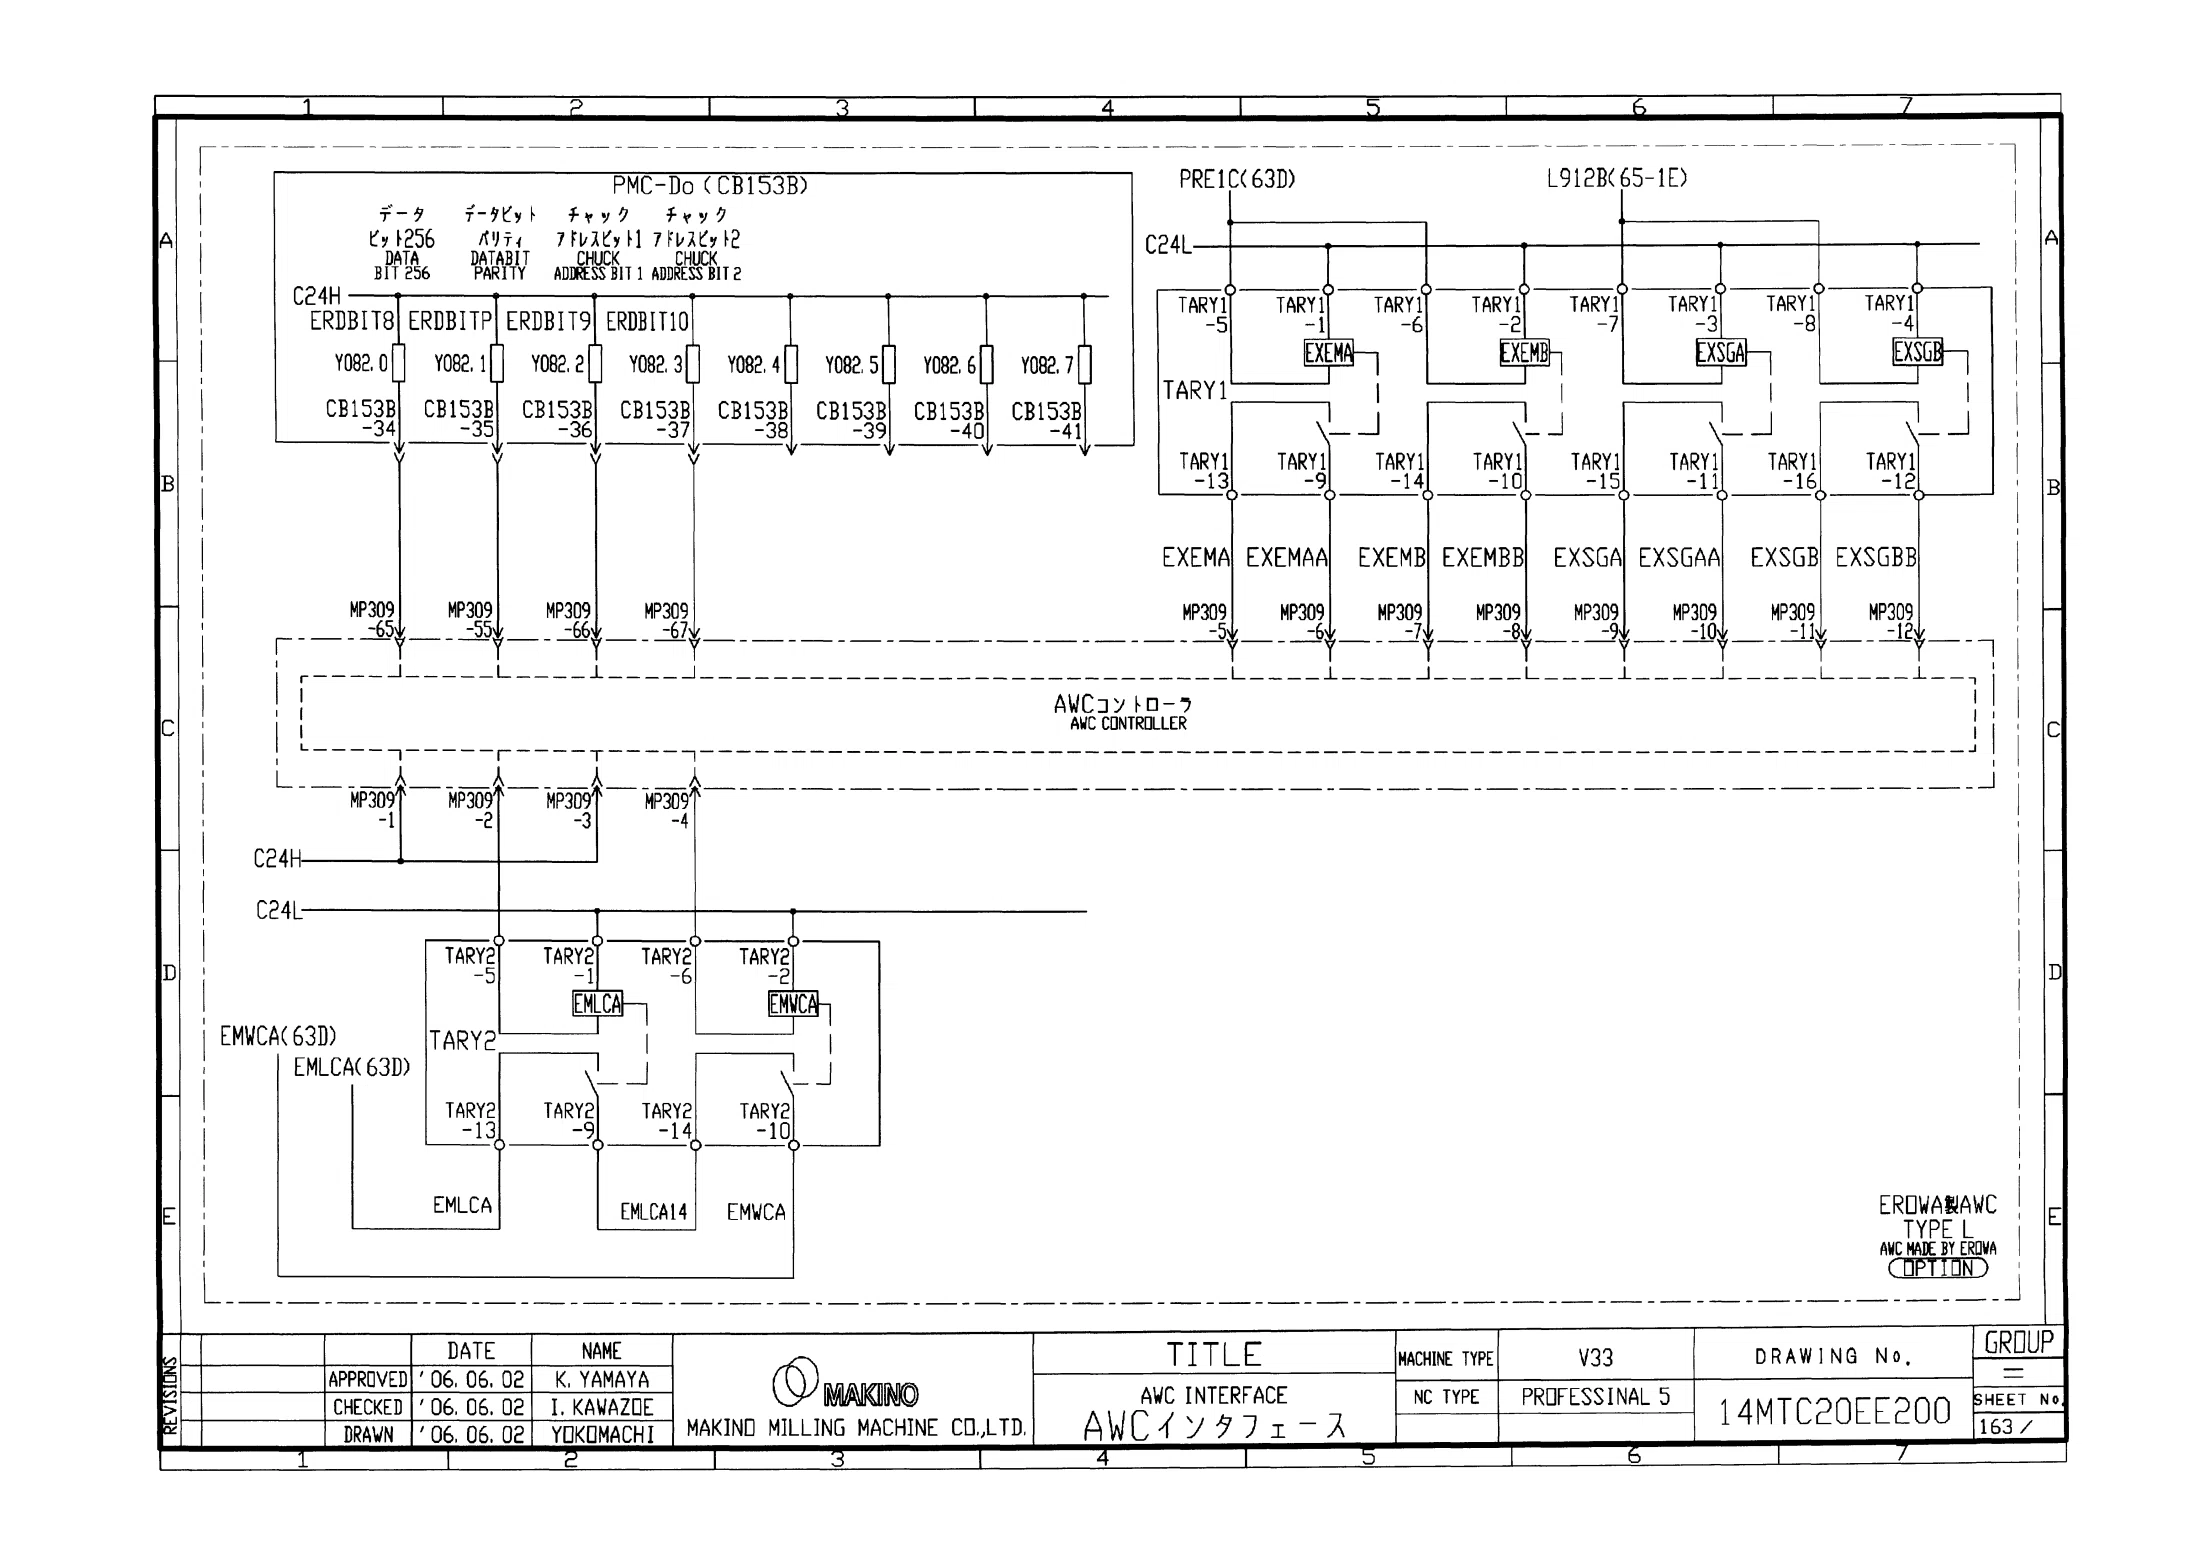 1 2 3 4 5 6 7
A
B
C
D
E
PMC-Do (CB153B)
データ データビット チャック チャック
ビット256 パリティ アドレスビット1 アドレスビット2
DATA DATABIT CHUCK CHUCK
BIT 256 PARITY ADDRESS BIT 1 ADDRESS BIT 2
C24H
ERDBIT8 ERDBITP ERDBIT9 ERDBIT10
Y082.0 Y082.1 Y082.2 Y082.3 Y082.4 Y082.5 Y082.6 Y082.7
CB153B CB153B CB153B CB153B CB153B CB153B CB153B CB153B
-34 -35 -36 -37 -38 -39 -40 -41
PRE1C(63D) L912B(65-1E)
C24L
TARY1 TARY1 TARY1 TARY1 TARY1 TARY1 TARY1 TARY1
-5 -1 -6 -2 -7 -3 -8 -4
EXEMA EXEMB EXSGA EXSGB
TARY1
TARY1 TARY1 TARY1 TARY1 TARY1 TARY1 TARY1 TARY1
-13 -9 -14 -10 -15 -11 -16 -12
EXEMA EXEMAA EXEMB EXEMBB EXSGA EXSGAA EXSGB EXSGBB
MP309 MP309 MP309 MP309 MP309 MP309 MP309 MP309 MP309 MP309 MP309 MP309
-65 -55 -66 -67 -5 -6 -7 -8 -9 -10 -11 -12
AWCコントローラ
AWC CONTROLLER
MP309 MP309 MP309 MP309
-1 -2 -3 -4
C24H
C24L
TARY2 TARY2 TARY2 TARY2
-5 -1 -6 -2
EMLCA EMWCA
EMWCA(63D) TARY2
EMLCA(63D)
TARY2 TARY2 TARY2 TARY2
-13 -9 -14 -10
EMLCA EMLCA14 EMWCA
EROWA製AWC
TYPE L
AWC MADE BY EROWA
OPTION
A
B
C
D
E
REVISIONS
DATE NAME
APPROVED '06.06.02 K. YAMAYA
CHECKED '06.06.02 I. KAWAZOE
DRAWN '06.06.02 YOKOMACHI
MAKINO
MAKINO MILLING MACHINE CO.,LTD.
TITLE
AWC INTERFACE
AWCインタフェース
MACHINE TYPE V33
NC TYPE PROFESSINAL 5
DRAWING No.
14MTC20EE200
GROUP
=
SHEET No.
163 /
1 2 3 4 5 6 7